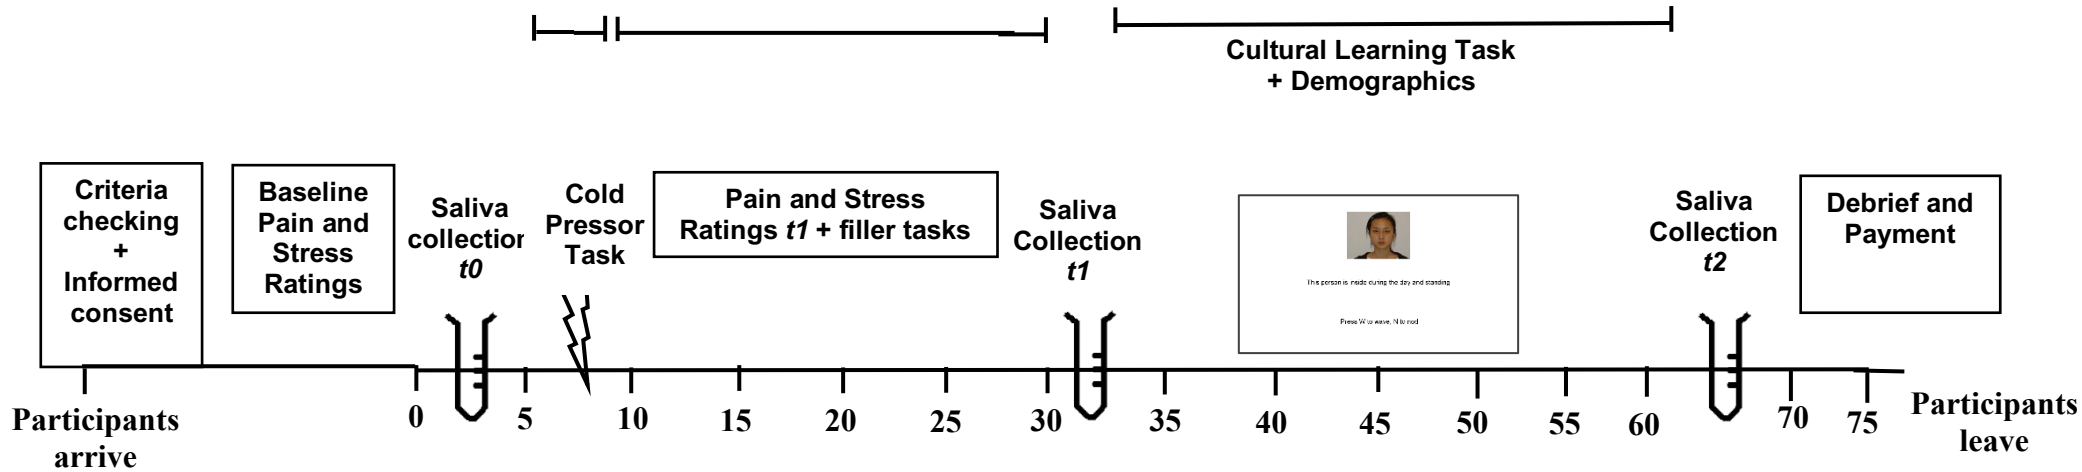 Cultural Learning Task
+ Demographics
Criteria
checking
+
Informed
consent
Baseline
Pain and
Stress
Ratings
Saliva
collection
t0
Cold
Pressor
Task
Pain and Stress
Ratings t1 + filler tasks
Saliva
Collection
t1
This person is inside during the day and standing
Press W to wave, N to nod
Saliva
Collection
t2
Debrief and
Payment
Participants
arrive
0
5
10
15
20
25
30
35
40
45
50
55
60
70
75
Participants
leave